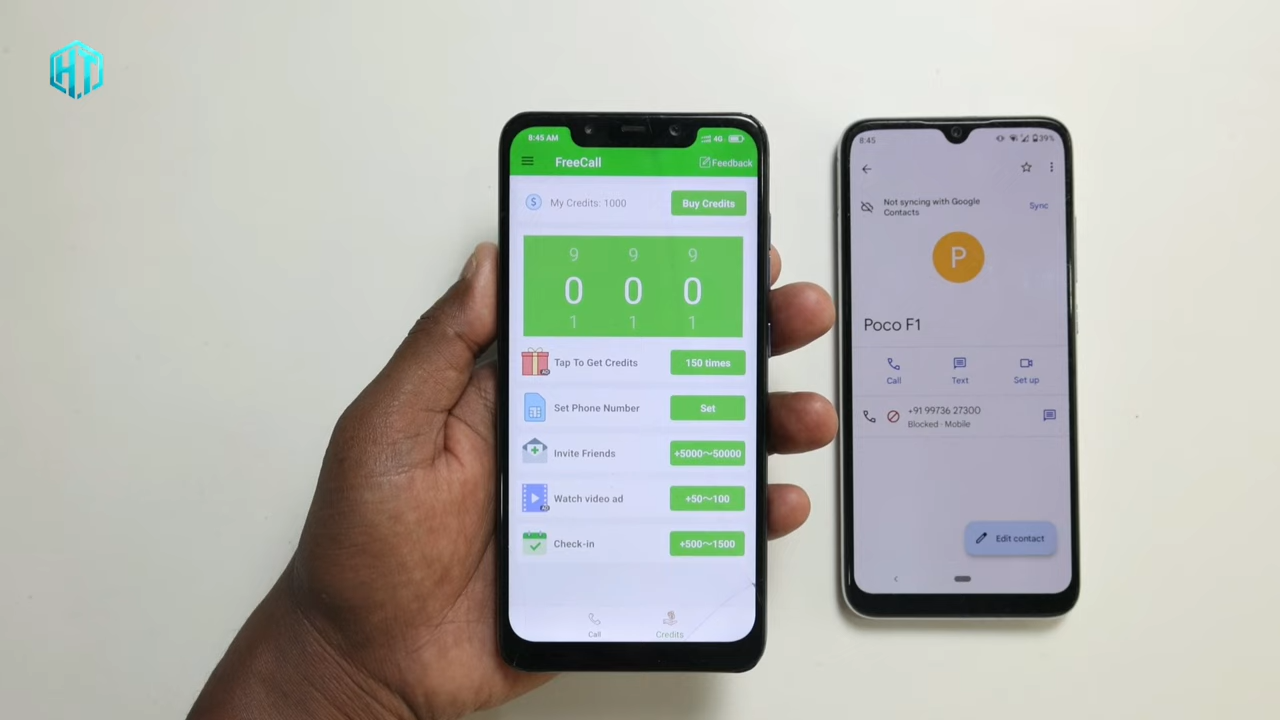 HT
8:45 AM
4G
FreeCall
Feedback
My Credits: 1000
Buy Credits
9 9 9
0 0 0
1 1 1
Tap To Get Credits
150 times
Set Phone Number
Set
Invite Friends
+5000～50000
Watch video ad
+50～100
Check-in
+500～1500
Call
Credits
8:45
39%
Not syncing with Google
Contacts
Sync
P
Poco F1
Call
Text
Set up
+91 99736 27300
Blocked · Mobile
Edit contact